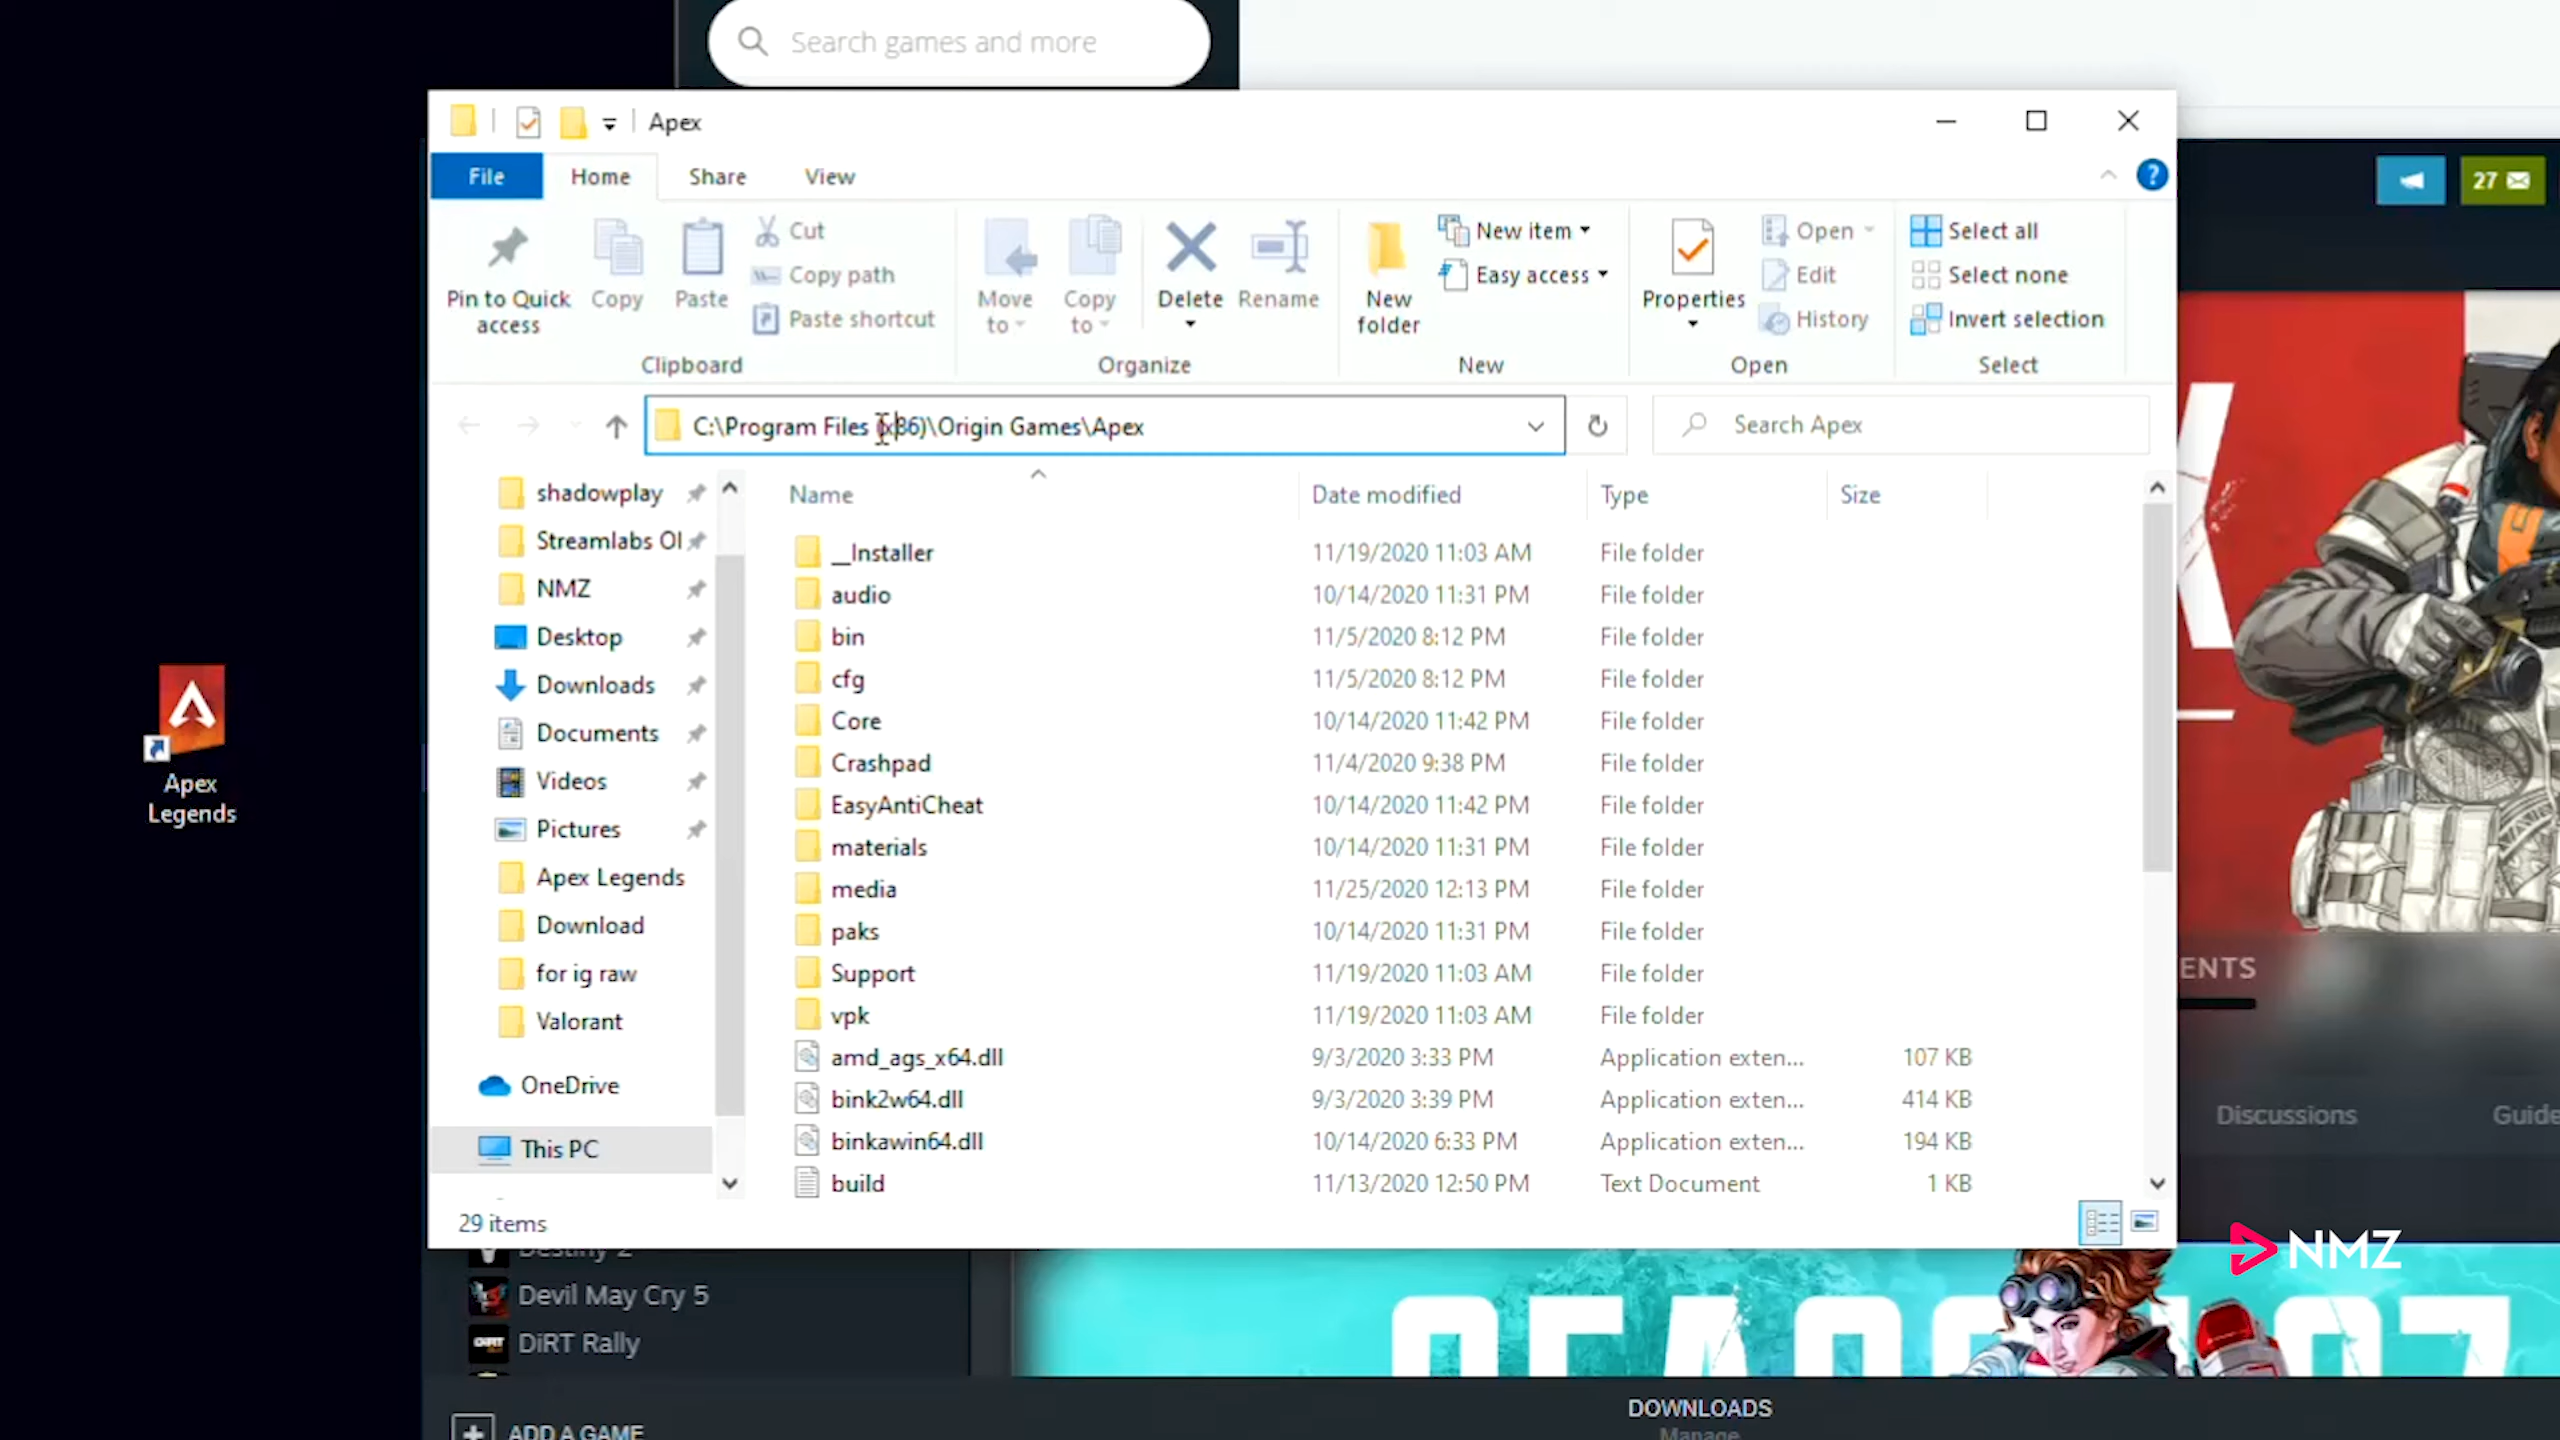 Search games and more
Apex
File Home Share View
27
Pin to Quick access
Copy
Paste
Cut
Copy path
Paste shortcut
Clipboard
Move to
Copy to
Delete
Rename
Organize
New folder
New item
Easy access
New
Properties
Open
Edit
History
Open
Select all
Select none
Invert selection
Select
C:\Program Files (x86)\Origin Games\Apex
Search Apex
shadowplay
Streamlabs OI
NMZ
Desktop
Downloads
Documents
Videos
Pictures
Apex Legends
Download
for ig raw
Valorant
OneDrive
This PC
Name Date modified Type Size
__Installer 11/19/2020 11:03 AM File folder
audio 10/14/2020 11:31 PM File folder
bin 11/5/2020 8:12 PM File folder
cfg 11/5/2020 8:12 PM File folder
Core 10/14/2020 11:42 PM File folder
Crashpad 11/4/2020 9:38 PM File folder
EasyAntiCheat 10/14/2020 11:42 PM File folder
materials 10/14/2020 11:31 PM File folder
media 11/25/2020 12:13 PM File folder
paks 10/14/2020 11:31 PM File folder
Support 11/19/2020 11:03 AM File folder
vpk 11/19/2020 11:03 AM File folder
amd_ags_x64.dll 9/3/2020 3:33 PM Application exten... 107 KB
bink2w64.dll 9/3/2020 3:39 PM Application exten... 414 KB
binkawin64.dll 10/14/2020 6:33 PM Application exten... 194 KB
build 11/13/2020 12:50 PM Text Document 1 KB
29 items
Apex
Legends
ENTS
Discussions Guide
NMZ
Destiny 2
Devil May Cry 5
DiRT Rally
ADD A GAME
DOWNLOADS
Manage